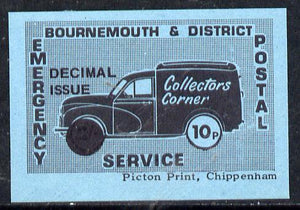 BOURNEMOUTH & DISTRICT
EMERGENCY
POSTAL
DECIMAL
ISSUE
Collectors
Corner
10P
SERVICE
Picton Print, Chippenham